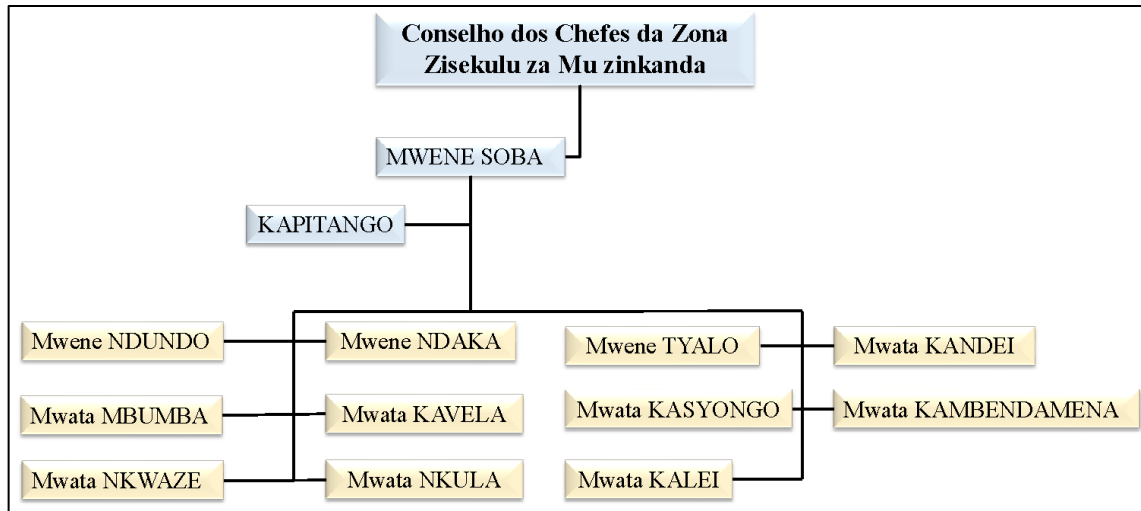 Conselho dos Chefes da Zona
Zisekulu za Mu zinkanda
MWENE SOBA
KAPITANGO
Mwene NDUNDO
Mwene NDAKA
Mwene TYALO
Mwata KANDEI
Mwata MBUMBA
Mwata KAVELA
Mwata KASYONGO
Mwata KAMBENDAMENA
Mwata NKWAZE
Mwata NKULA
Mwata KALEI